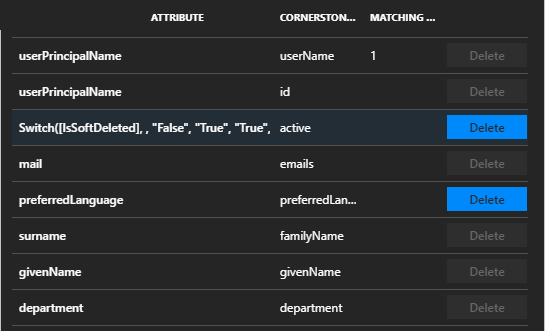 ATTRIBUTE CORNERSTON... MATCHING ...
userPrincipalName userName 1 Delete
userPrincipalName id Delete
Switch([IsSoftDeleted], , "False", "True", "True", active Delete
mail emails Delete
preferredLanguage preferredLan... Delete
surname familyName Delete
givenName givenName Delete
department department Delete